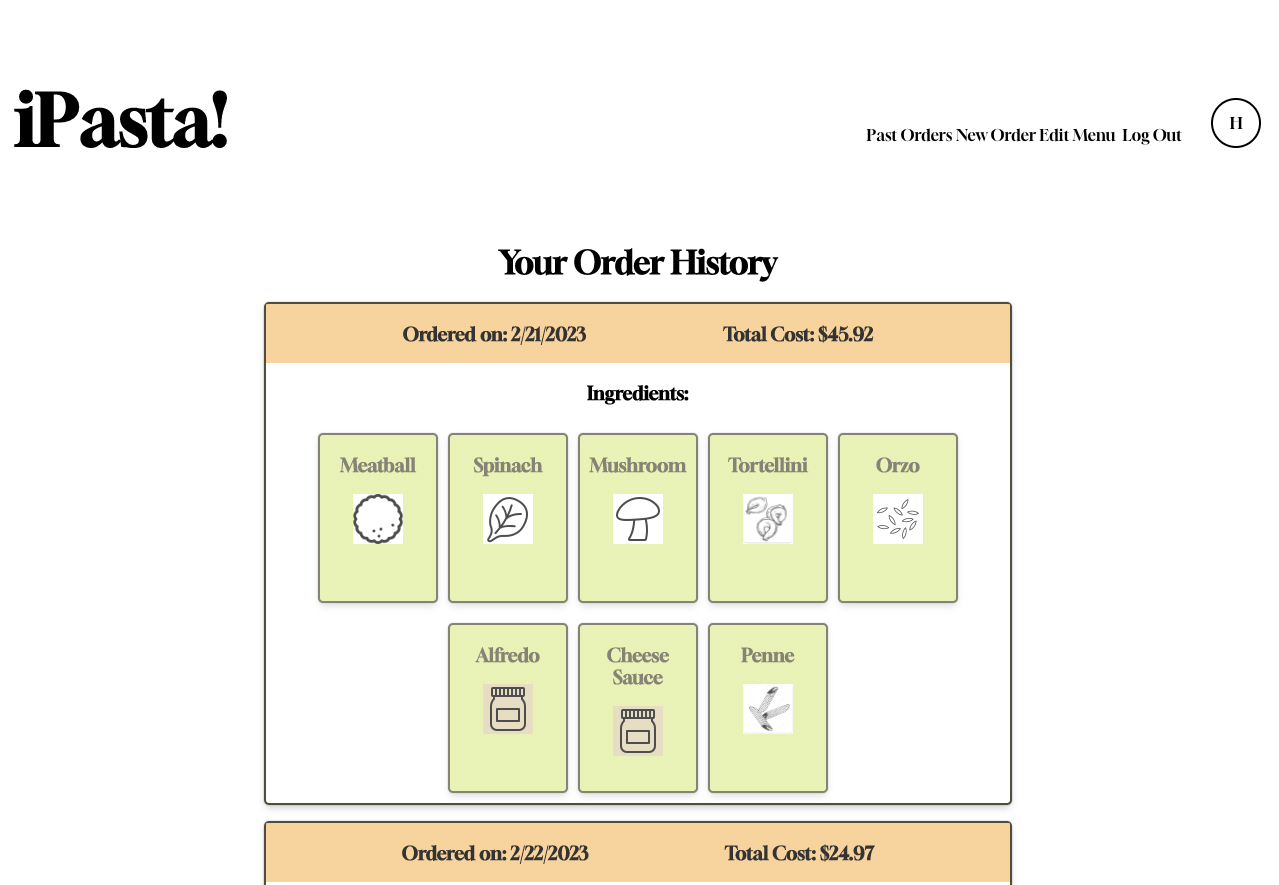 iPasta!
Past Orders New Order Edit Menu Log Out
H
Your Order History
Ordered on: 2/21/2023 Total Cost: $45.92
Ingredients:
Meatball Spinach Mushroom Tortellini Orzo
Alfredo Cheese Sauce Penne
Ordered on: 2/22/2023 Total Cost: $24.97